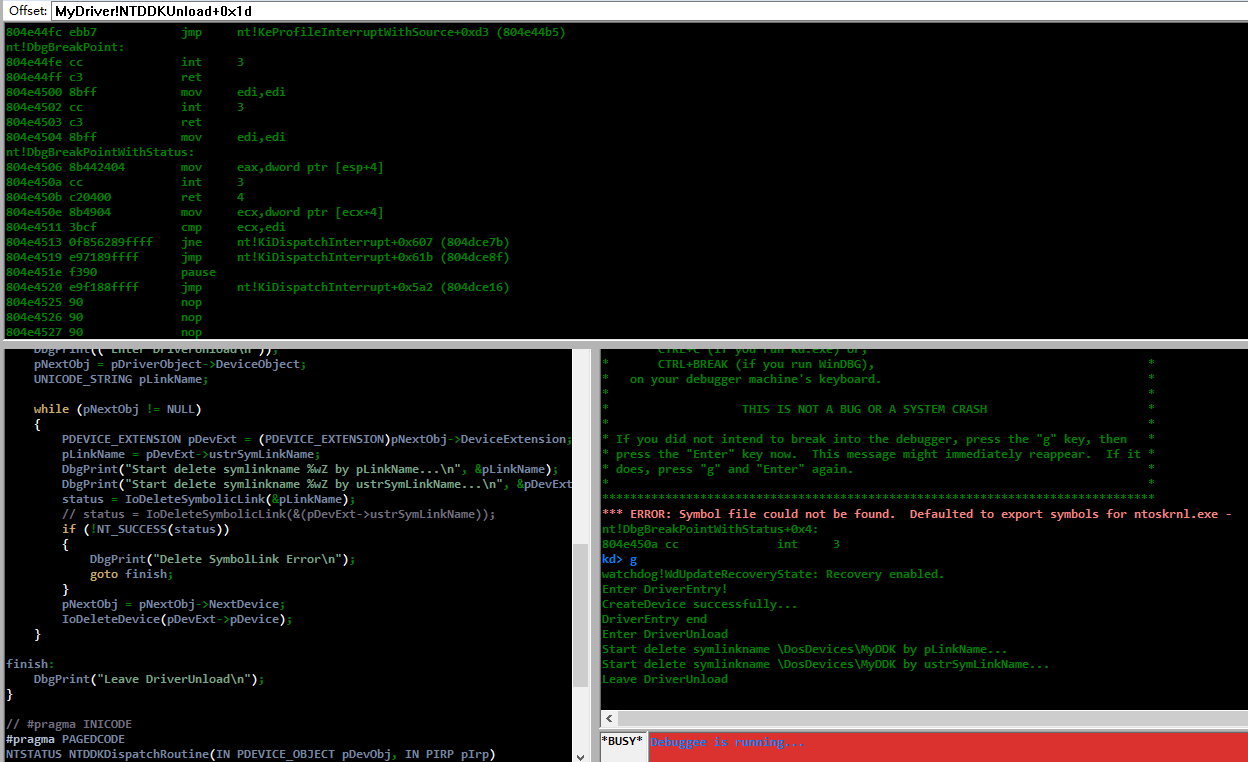 Offset: MyDriver!NTDDKUnload+0x1d
804e44fc ebb7            jmp     nt!KeProfileInterruptWithSource+0xd3 (804e44b5)
nt!DbgBreakPoint:
804e44fe cc              int     3
804e44ff c3              ret
804e4500 8bff            mov     edi,edi
804e4502 cc              int     3
804e4503 c3              ret
804e4504 8bff            mov     edi,edi
nt!DbgBreakPointWithStatus:
804e4506 8b442404        mov     eax,dword ptr [esp+4]
804e450a cc              int     3
804e450b c20400          ret     4
804e450e 8b4904          mov     ecx,dword ptr [ecx+4]
804e4511 3bcf            cmp     ecx,edi
804e4513 0f856289ffff    jne     nt!KiDispatchInterrupt+0x607 (804dce7b)
804e4519 e97189ffff      jmp     nt!KiDispatchInterrupt+0x61b (804dce8f)
804e451e f390            pause
804e4520 e9f188ffff      jmp     nt!KiDispatchInterrupt+0x5a2 (804dce16)
804e4525 90              nop
804e4526 90              nop
804e4527 90              nop
DbgPrint(("Enter DriverUnload\n"));
pNextObj = pDriverObject->DeviceObject;
UNICODE_STRING pLinkName;
while (pNextObj != NULL)
{
PDEVICE_EXTENSION pDevExt = (PDEVICE_EXTENSION)pNextObj->DeviceExtension;
pLinkName = pDevExt->ustrSymLinkName;
DbgPrint("Start delete symlinkname %wZ by pLinkName...\n", &pLinkName);
DbgPrint("Start delete symlinkname %wZ by ustrSymLinkName...\n", &pDevExt
status = IoDeleteSymbolicLink(&pLinkName);
// status = IoDeleteSymbolicLink(&(pDevExt->ustrSymLinkName));
if (!NT_SUCCESS(status))
{
DbgPrint("Delete SymbolLink Error\n");
goto finish;
}
pNextObj = pNextObj->NextDevice;
IoDeleteDevice(pDevExt->pDevice);
}
finish:
DbgPrint("Leave DriverUnload\n");
}
// #pragma INICODE
#pragma PAGEDCODE
NTSTATUS NTDDKDispatchRoutine(IN PDEVICE_OBJECT pDevObj, IN PIRP pIrp)
CTRL+C (if you run kd.exe) or,
* CTRL+BREAK (if you run WinDBG), *
* on your debugger machine's keyboard. *
* *
* THIS IS NOT A BUG OR A SYSTEM CRASH *
* *
* If you did not intend to break into the debugger, press the "g" key, then *
* press the "Enter" key now.  This message might immediately reappear.  If it *
* does, press "g" and "Enter" again. *
* *
*******************************************************************************
*** ERROR: Symbol file could not be found.  Defaulted to export symbols for ntoskrnl.exe -
nt!DbgBreakPointWithStatus+0x4:
804e450a cc              int     3
kd> g
watchdog!WdUpdateRecoveryState: Recovery enabled.
Enter DriverEntry!
CreateDevice successfully...
DriverEntry end
Enter DriverUnload
Start delete symlinkname \DosDevices\MyDDK by pLinkName...
Start delete symlinkname \DosDevices\MyDDK by ustrSymLinkName...
Leave DriverUnload
*BUSY* Debuggee is running...